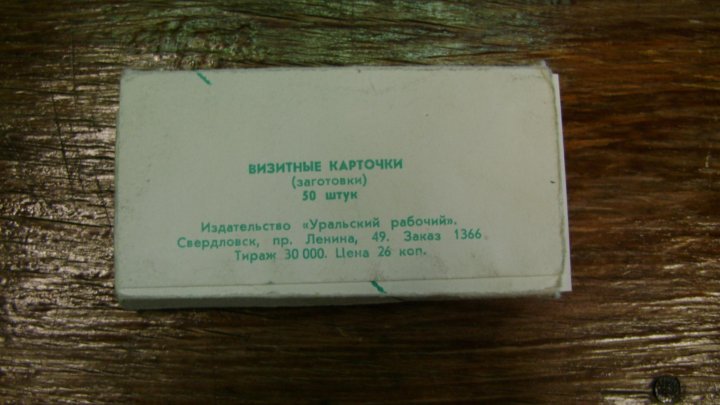 ВИЗИТНЫЕ КАРТОЧКИ
(заготовки)
50 штук
Издательство «Уральский рабочий».
Свердловск, пр. Ленина, 49. Заказ 1366
Тираж 30 000. Цена 26 коп.